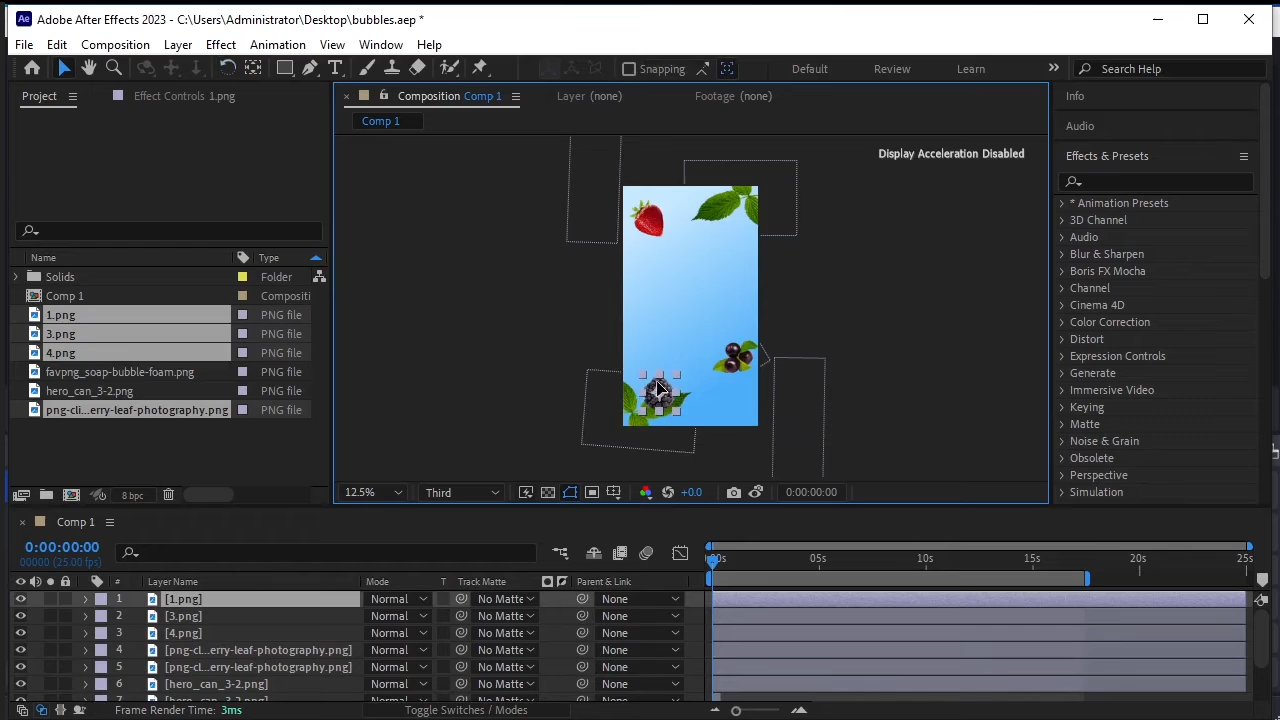 Ae Adobe After Effects 2023 - C:\Users\Administrator\Desktop\bubbles.aep *
File Edit Composition Layer Effect Animation View Window Help
Snapping Default Review Learn Search Help
Project Effect Controls 1.png
Composition Comp 1 Layer (none) Footage (none)
Comp 1
Info
Audio
Effects & Presets
Display Acceleration Disabled
Name Type
Solids Folder
Comp 1 Compositi
1.png PNG file
3.png PNG file
4.png PNG file
favpng_soap-bubble-foam.png PNG file
hero_can_3-2.png PNG file
png-cli...erry-leaf-photography.png PNG file
8 bpc
12.5% Third +0.0 0:00:00:00
* Animation Presets
3D Channel
Audio
Blur & Sharpen
Boris FX Mocha
Channel
Cinema 4D
Color Correction
Distort
Expression Controls
Generate
Immersive Video
Keying
Matte
Noise & Grain
Obsolete
Perspective
Simulation
Comp 1
0:00:00:00
00000 (25.00 fps)
05s 10s 15s 20s 25s
# Layer Name Mode T Track Matte Parent & Link
1 [1.png] Normal No Matte None
2 [3.png] Normal No Matte None
3 [4.png] Normal No Matte None
4 [png-cl...erry-leaf-photography.png] Normal No Matte None
5 [png-cl...erry-leaf-photography.png] Normal No Matte None
6 [hero_can_3-2.png] Normal No Matte None
Frame Render Time: 3ms Toggle Switches / Modes